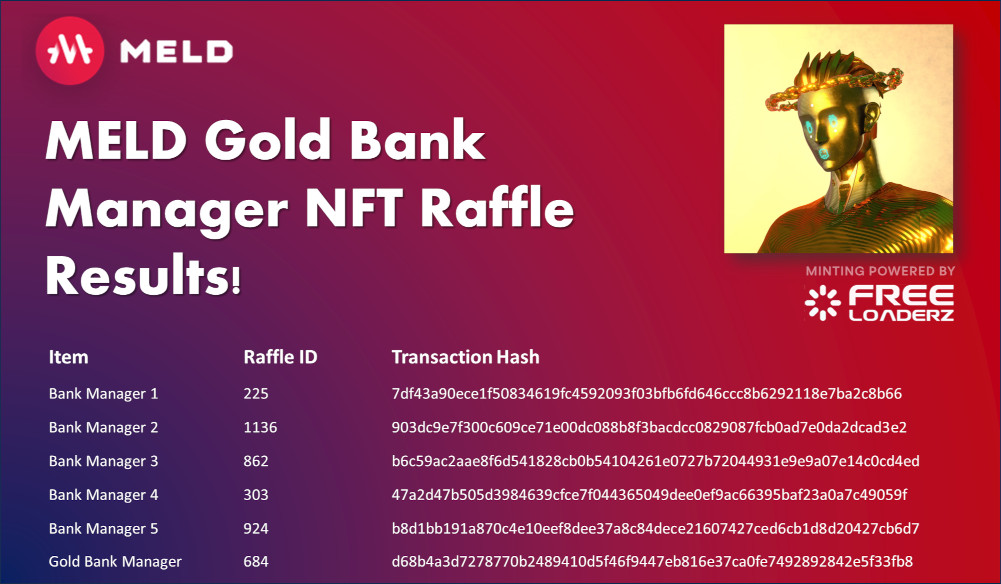 MELD
MELD Gold Bank
Manager NFT Raffle
Results!
MINTING POWERED BY
FREE
LOADERZ
Item Raffle ID Transaction Hash
Bank Manager 1 225 7df43a90ece1f50834619fc4592093f03bfb6fd646ccc8b6292118e7ba2c8b66
Bank Manager 2 1136 903dc9e7f300c609ce71e00dc088b8f3bacdcc0829087fcb0ad7e0da2dcad3e2
Bank Manager 3 862 b6c59ac2aae8f6d541828cb0b54104261e0727b72044931e9e9a07e14c0cd4ed
Bank Manager 4 303 47a2d47b505d3984639cfce7f044365049dee0ef9ac66395baf23a0a7c49059f
Bank Manager 5 924 b8d1bb191a870c4e10eef8dee37a8c84dece21607427ced6cb1d8d20427cb6d7
Gold Bank Manager 684 d68b4a3d7278770b2489410d5f46f9447eb816e37ca0fe7492892842e5f33fb8